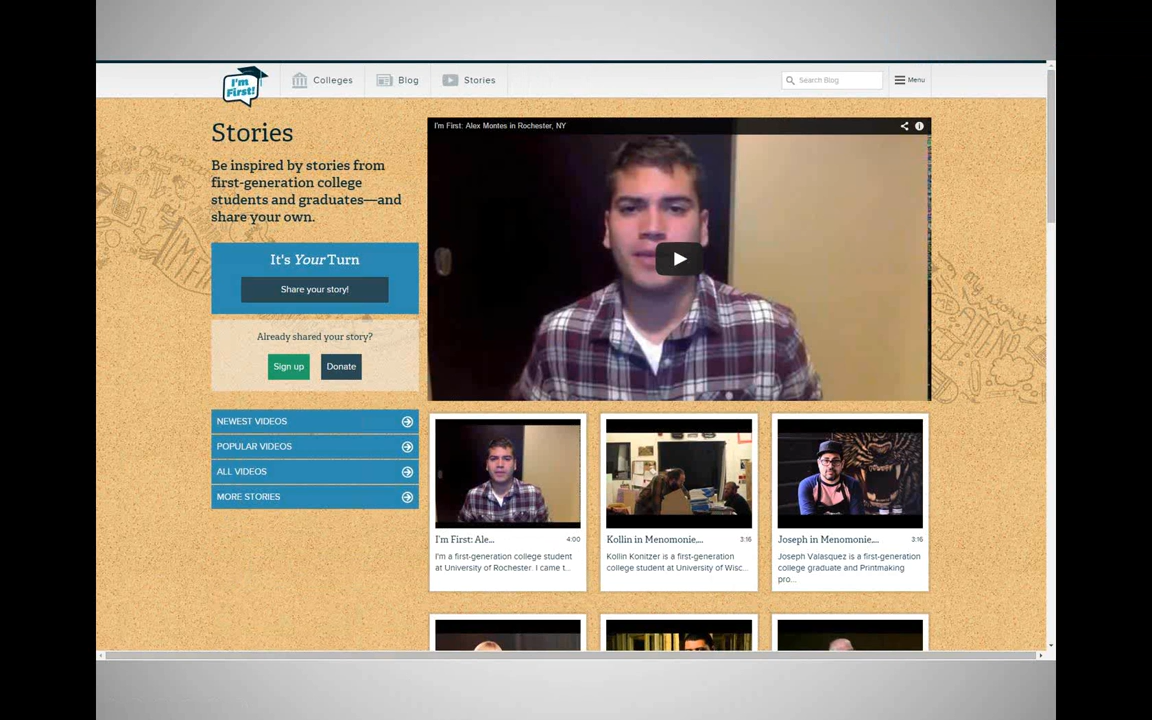 I'm
First!
Colleges
Blog
Stories
Search Blog
Menu
Stories
Be inspired by stories from
first-generation college
students and graduates—and
share your own.
It's Your Turn
Share your story!
Already shared your story?
Sign up
Donate
NEWEST VIDEOS
POPULAR VIDEOS
ALL VIDEOS
MORE STORIES
I'm First: Alex Montes in Rochester, NY
I'm First: Ale...
4:00
I'm a first-generation college student
at University of Rochester. I came t...
Kollin in Menomonie,...
3:16
Kollin Konitzer is a first-generation
college student at University of Wisc...
Joseph in Menomonie,...
3:16
Joseph Valasquez is a first-generation
college graduate and Printmaking
pro...